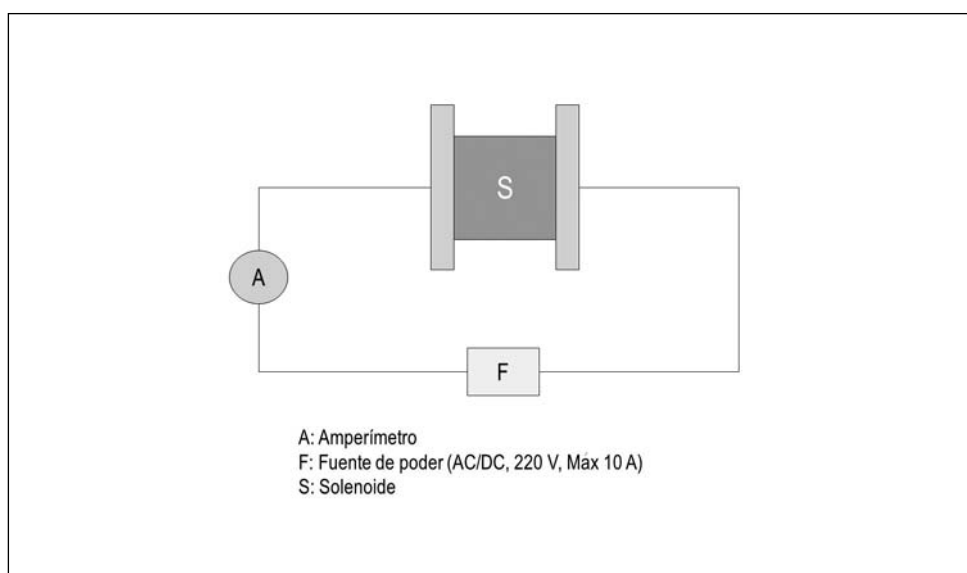 S
A
F
A: Amperímetro
F: Fuente de poder (AC/DC, 220 V, Máx 10 A)
S: Solenoide